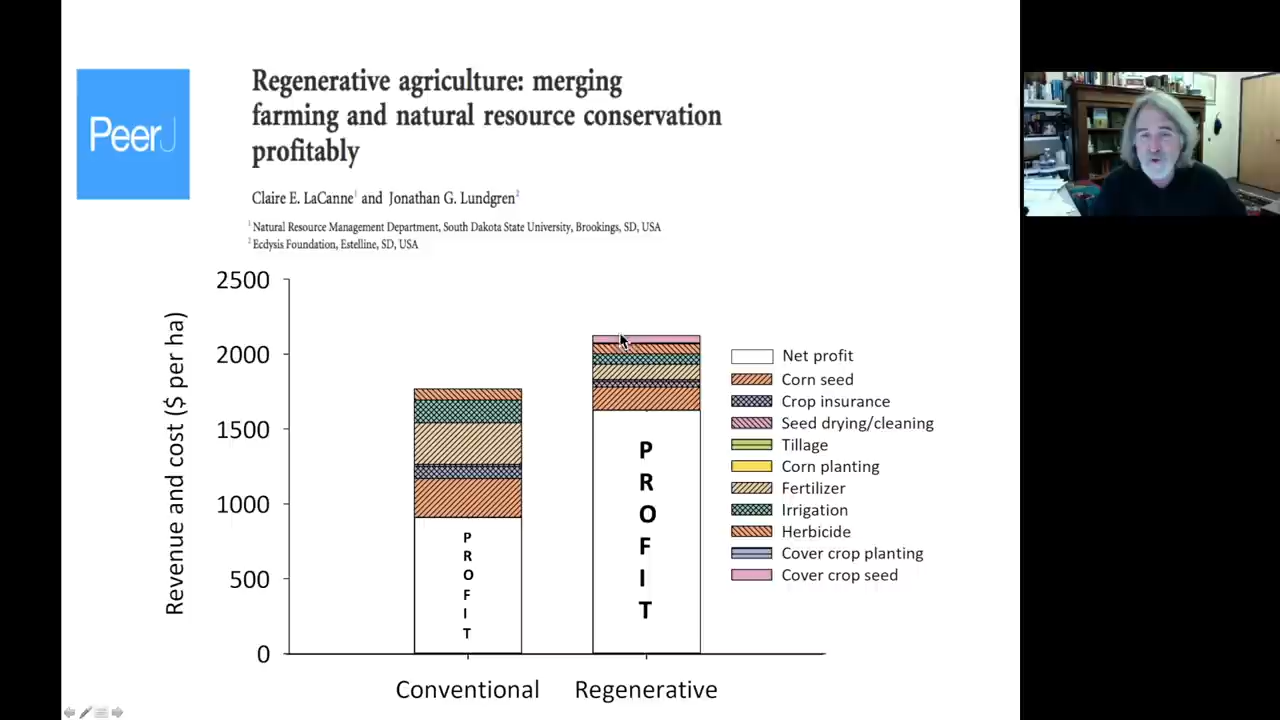 PeerJ
Regenerative agriculture: merging
farming and natural resource conservation
profitably
Claire E. LaCanne1 and Jonathan G. Lundgren2
1 Natural Resource Management Department, South Dakota State University, Brookings, SD, USA
2 Ecdysis Foundation, Estelline, SD, USA
Revenue and cost ($ per ha)
2500
2000
1500
1000
500
0
PROFIT
PROFIT
Conventional
Regenerative
Net profit
Corn seed
Crop insurance
Seed drying/cleaning
Tillage
Corn planting
Fertilizer
Irrigation
Herbicide
Cover crop planting
Cover crop seed